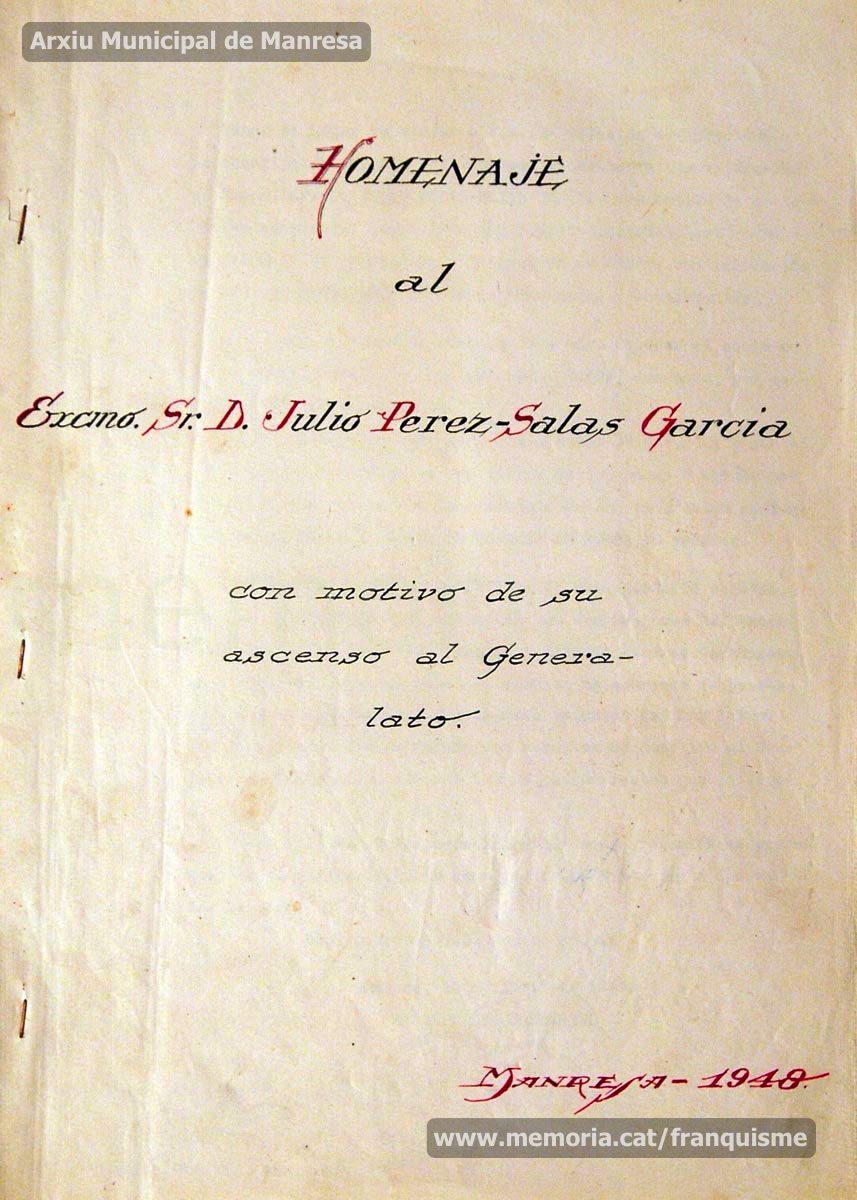 Arxiu Municipal de Manresa
HOMENAJE
al
Excmo. Sr. D. Julio Perez-Salas Garcia
con motivo de su
ascenso al Genera-
lato.
MANRESA - 1948.
www.memoria.cat/franquisme